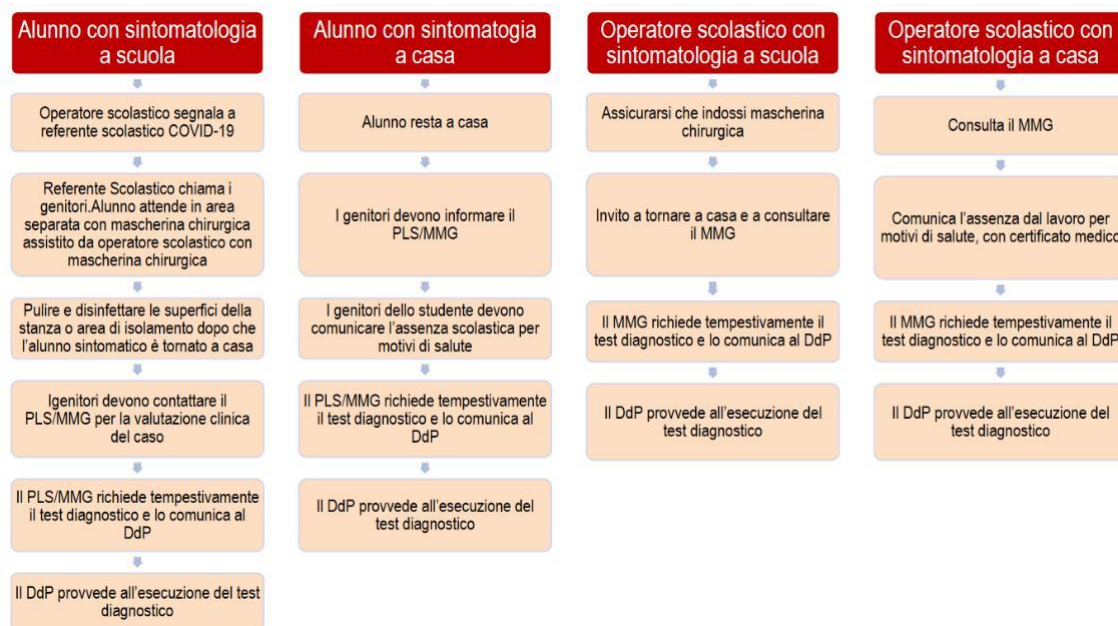 Alunno con sintomatologia
a scuola
Operatore scolastico segnala a
referente scolastico COVID-19
Referente Scolastico chiama i
genitori.Alunno attende in area
separata con mascherina chirurgica
assistito da operatore scolastico con
mascherina chirurgica
Pulire e disinfettare le superfici della
stanza o area di isolamento dopo che
l'alunno sintomatico è tornato a casa
Igenitori devono contattare il
PLS/MMG per la valutazione clinica
del caso
Il PLS/MMG richiede tempestivamente
il test diagnostico e lo comunica al
DdP
Il DdP provvede all'esecuzione del test
diagnostico
Alunno con sintomatogia
a casa
Alunno resta a casa
I genitori devono informare il
PLS/MMG
I genitori dello studente devono
comunicare l'assenza scolastica per
motivi di salute
Il PLS/MMG richiede tempestivamente
il test diagnostico e lo comunica al
DdP
Il DdP provvede all'esecuzione del
test diagnostico
Operatore scolastico con
sintomatologia a scuola
Assicurarsi che indossi mascherina
chirurgica
Invito a tornare a casa e a consultare
il MMG
Il MMG richiede tempestivamente il
test diagnostico e lo comunica al DdP
Il DdP provvede all'esecuzione del
test diagnostico
Operatore scolastico con
sintomatologia a casa
Consulta il MMG
Comunica l'assenza dal lavoro per
motivi di salute, con certificato medico
Il MMG richiede tempestivamente il
test diagnostico e lo comunica al DdP
Il DdP provvede all'esecuzione del
test diagnostico